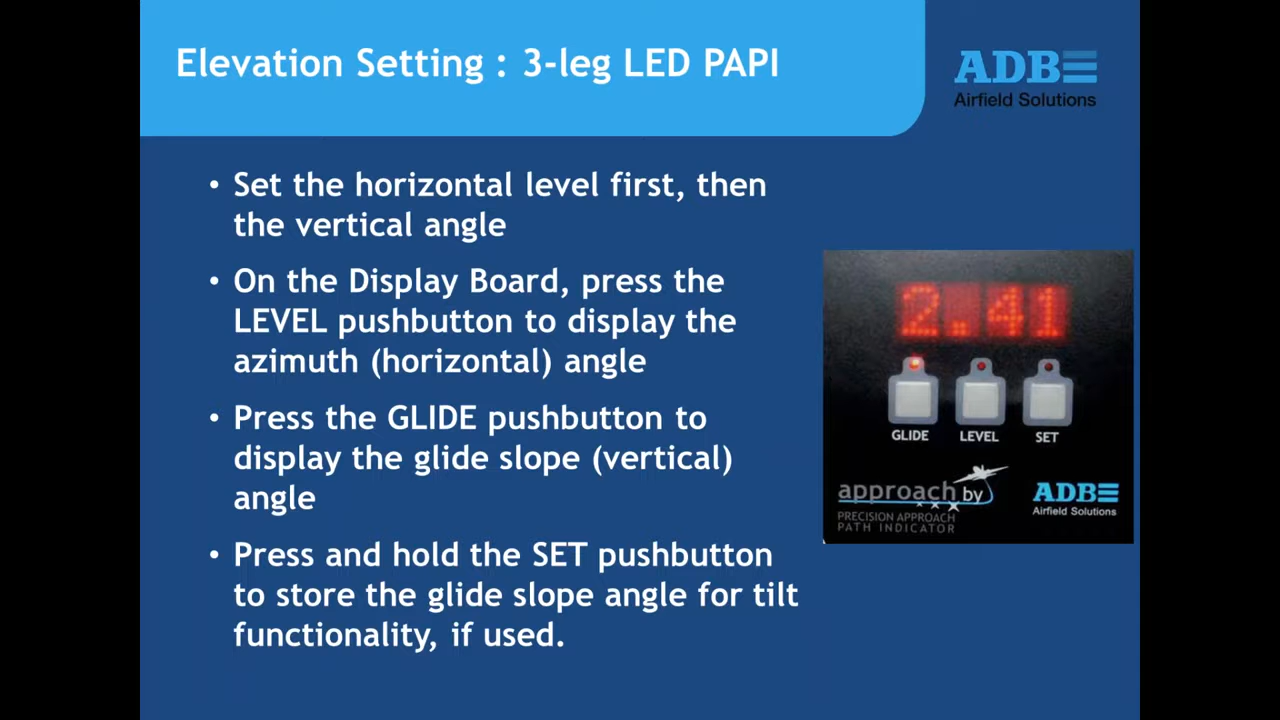 Elevation Setting : 3-leg LED PAPI
ADB
Airfield Solutions
• Set the horizontal level first, then
the vertical angle
• On the Display Board, press the
LEVEL pushbutton to display the
azimuth (horizontal) angle
• Press the GLIDE pushbutton to
display the glide slope (vertical)
angle
• Press and hold the SET pushbutton
to store the glide slope angle for tilt
functionality, if used.
2.41
GLIDE LEVEL SET
approach by
PRECISION APPROACH
PATH INDICATOR
ADB
Airfield Solutions